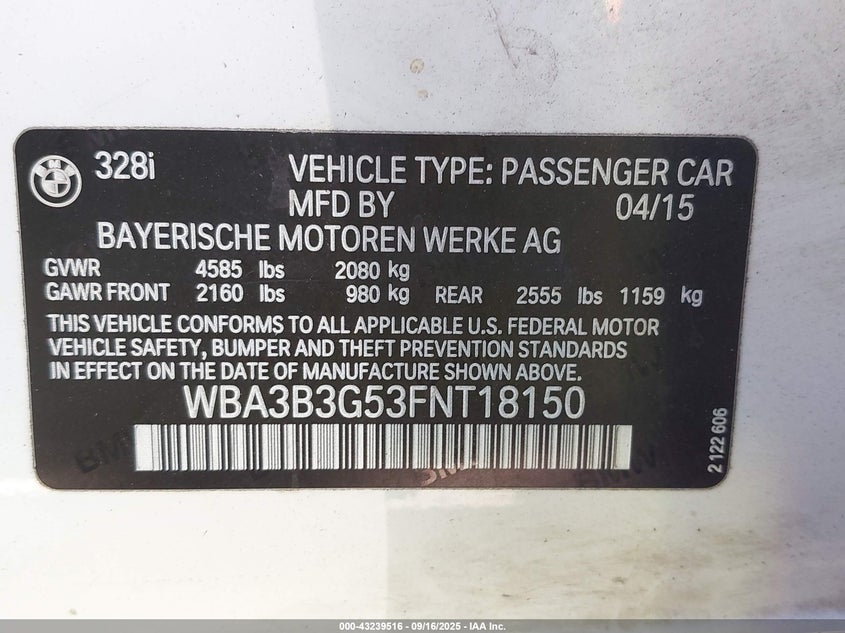 328i VEHICLE TYPE: PASSENGER CAR
MFD BY 04/15
BAYERISCHE MOTOREN WERKE AG
GVWR 4585 lbs 2080 kg
GAWR FRONT 2160 lbs 980 kg REAR 2555 lbs 1159 kg
THIS VEHICLE CONFORMS TO ALL APPLICABLE U.S. FEDERAL MOTOR
VEHICLE SAFETY, BUMPER AND THEFT PREVENTION STANDARDS
IN EFFECT ON THE DATE OF MANUFACTURE SHOWN ABOVE.
WBA3B3G53FNT18150
2 122 606
000-43239516 - 09/16/2025 - IAA Inc.